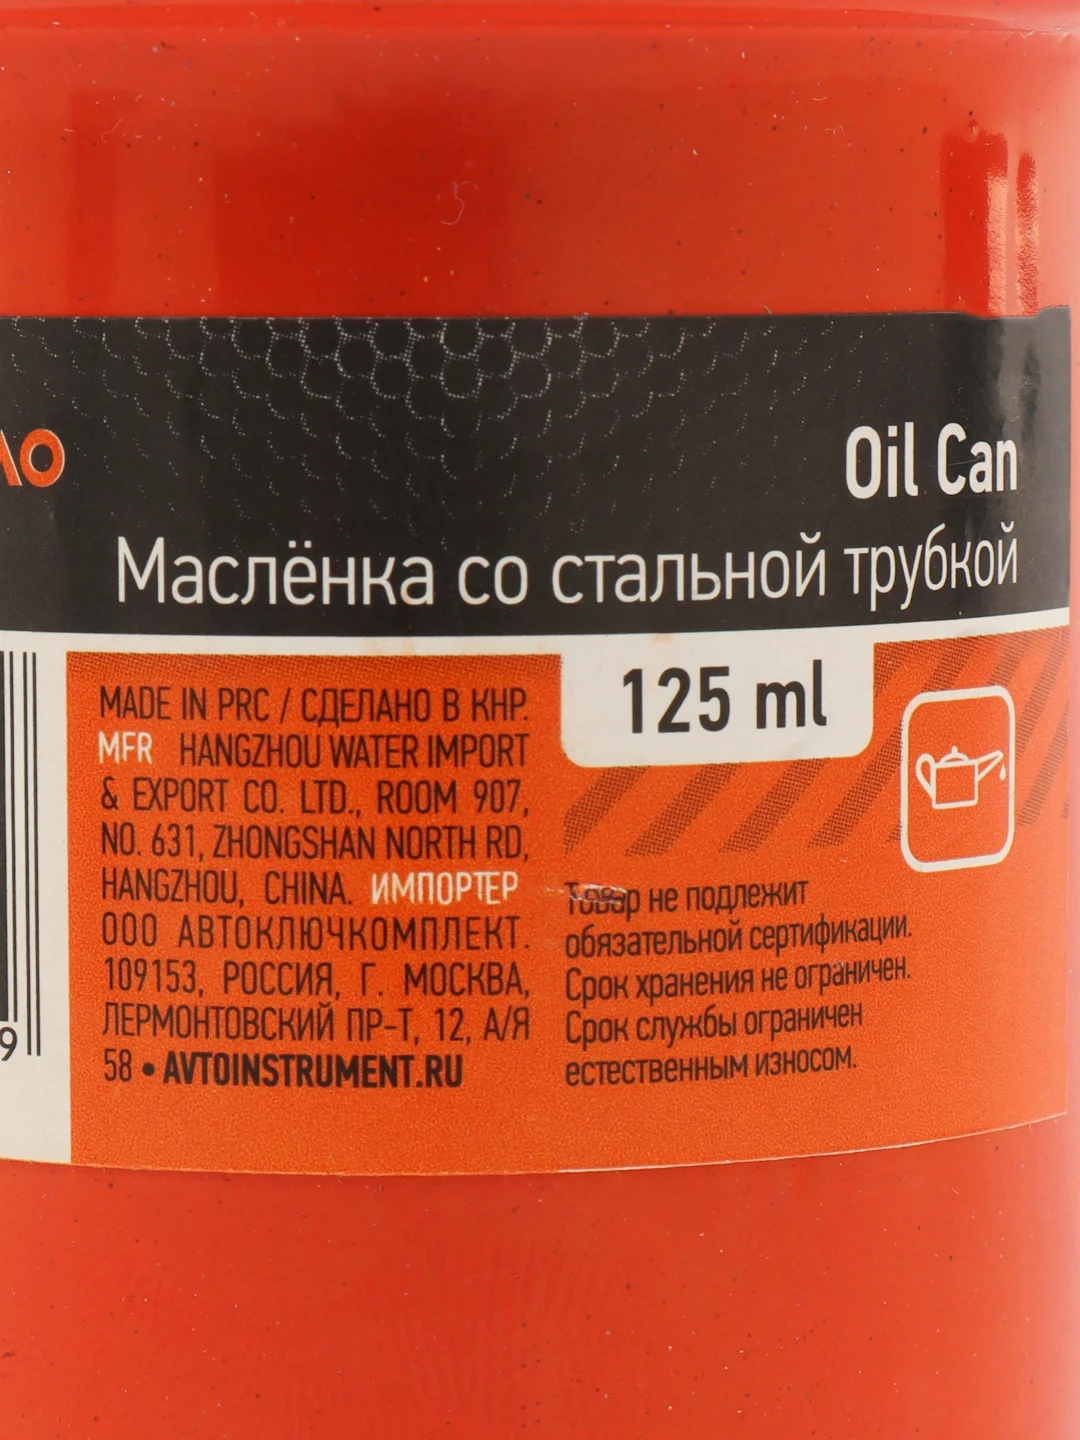 Oil Can
Маслёнка со стальной трубкой
125 ml
MADE IN PRC / СДЕЛАНО В КНР.
MFR HANGZHOU WATER IMPORT
& EXPORT CO. LTD., ROOM 907,
NO. 631, ZHONGSHAN NORTH RD,
HANGZHOU, CHINA. ИМПОРТЕР
ООО АВТОКЛЮЧКОМПЛЕКТ.
109153, РОССИЯ, Г. МОСКВА,
ЛЕРМОНТОВСКИЙ ПР-Т, 12, А/Я
58 • AVTOINSTRUMENT.RU
Товар не подлежит
обязательной сертификации.
Срок хранения не ограничен.
Срок службы ограничен
естественным износом.
9